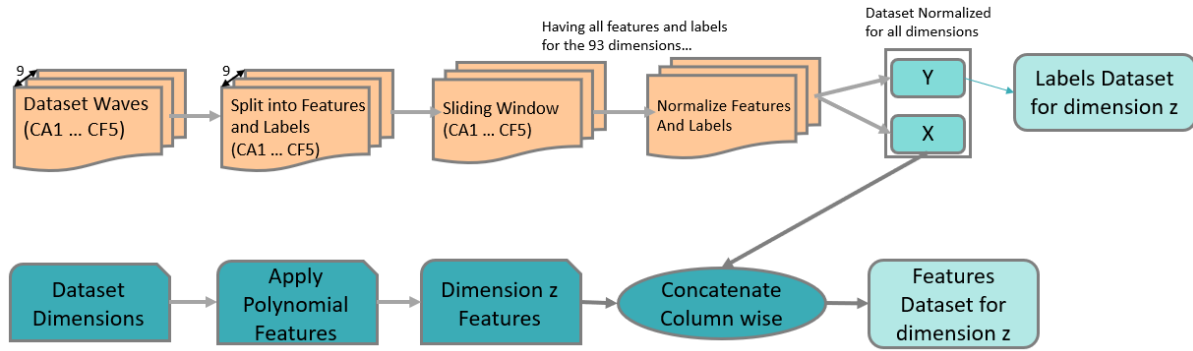 Having all features and labels
for the 93 dimensions...
Dataset Normalized
for all dimensions
9
Dataset Waves
(CA1 ... CF5)
9
Split into Features
and Labels
(CA1 ... CF5)
Sliding Window
(CA1 ... CF5)
Normalize Features
And Labels
Y
X
Labels Dataset
for dimension z
Dataset
Dimensions
Apply
Polynomial
Features
Dimension z
Features
Concatenate
Column wise
Features
Dataset for
dimension z